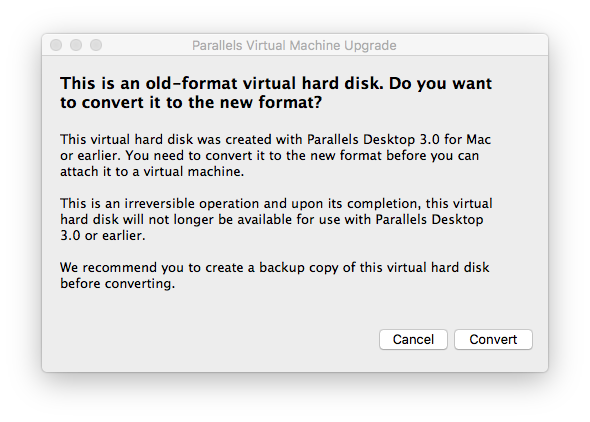 Parallels Virtual Machine Upgrade
This is an old-format virtual hard disk. Do you want
to convert it to the new format?
This virtual hard disk was created with Parallels Desktop 3.0 for Mac
or earlier. You need to convert it to the new format before you can
attach it to a virtual machine.
This is an irreversible operation and upon its completion, this virtual
hard disk will not longer be available for use with Parallels Desktop
3.0 or earlier.
We recommend you to create a backup copy of this virtual hard disk
before converting.
Cancel Convert